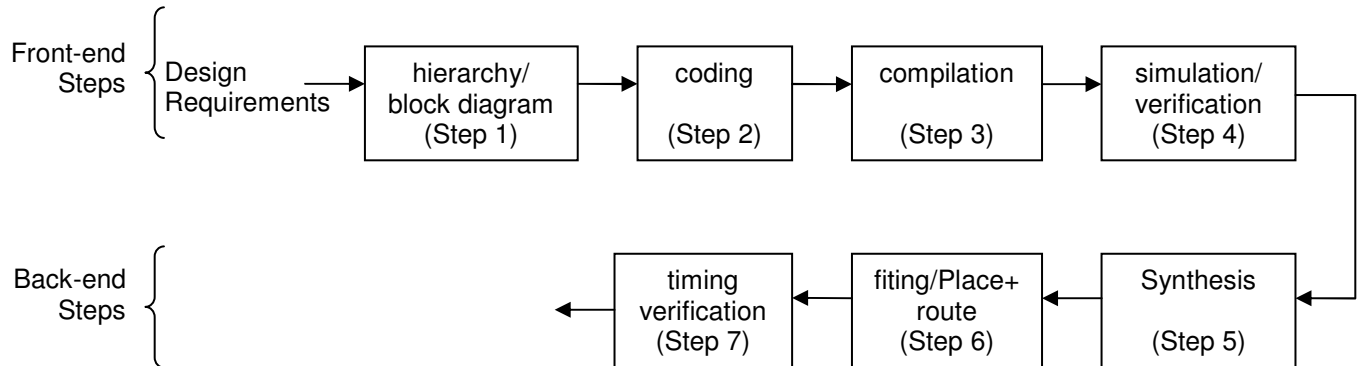 Front-end
Steps
Design
Requirements
hierarchy/
block diagram
(Step 1)
coding
(Step 2)
compilation
(Step 3)
simulation/
verification
(Step 4)
Back-end
Steps
timing
verification
(Step 7)
fiting/Place+
route
(Step 6)
Synthesis
(Step 5)